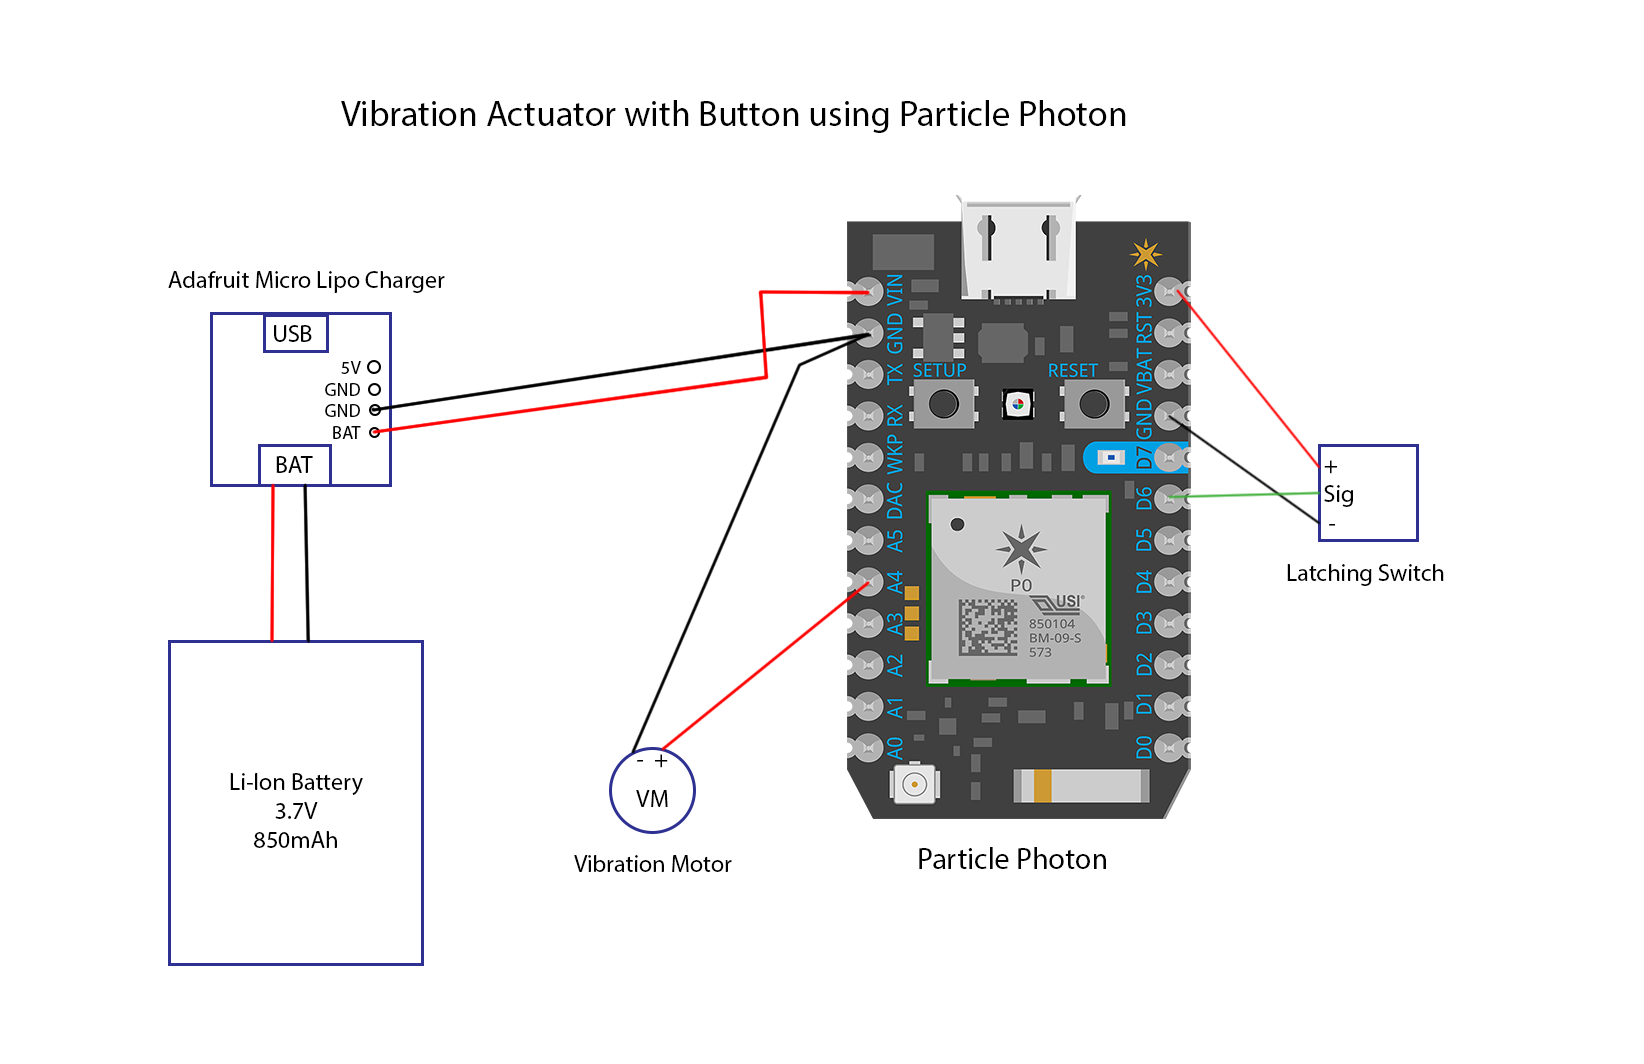 Vibration Actuator with Button using Particle Photon
Adafruit Micro Lipo Charger
USB
5V
GND
GND
BAT
BAT
Li-Ion Battery
3.7V
850mAh
- +
VM
Vibration Motor
VIN
GND
TX
RX
WKP
DAC
A5
A4
A3
A2
A1
A0
SETUP
RESET
3V3
RST
VBAT
GND
D7
D6
D5
D4
D3
D2
D1
D0
P0
USI®
850104
BM-09-S
573
Particle Photon
+
Sig
-
Latching Switch